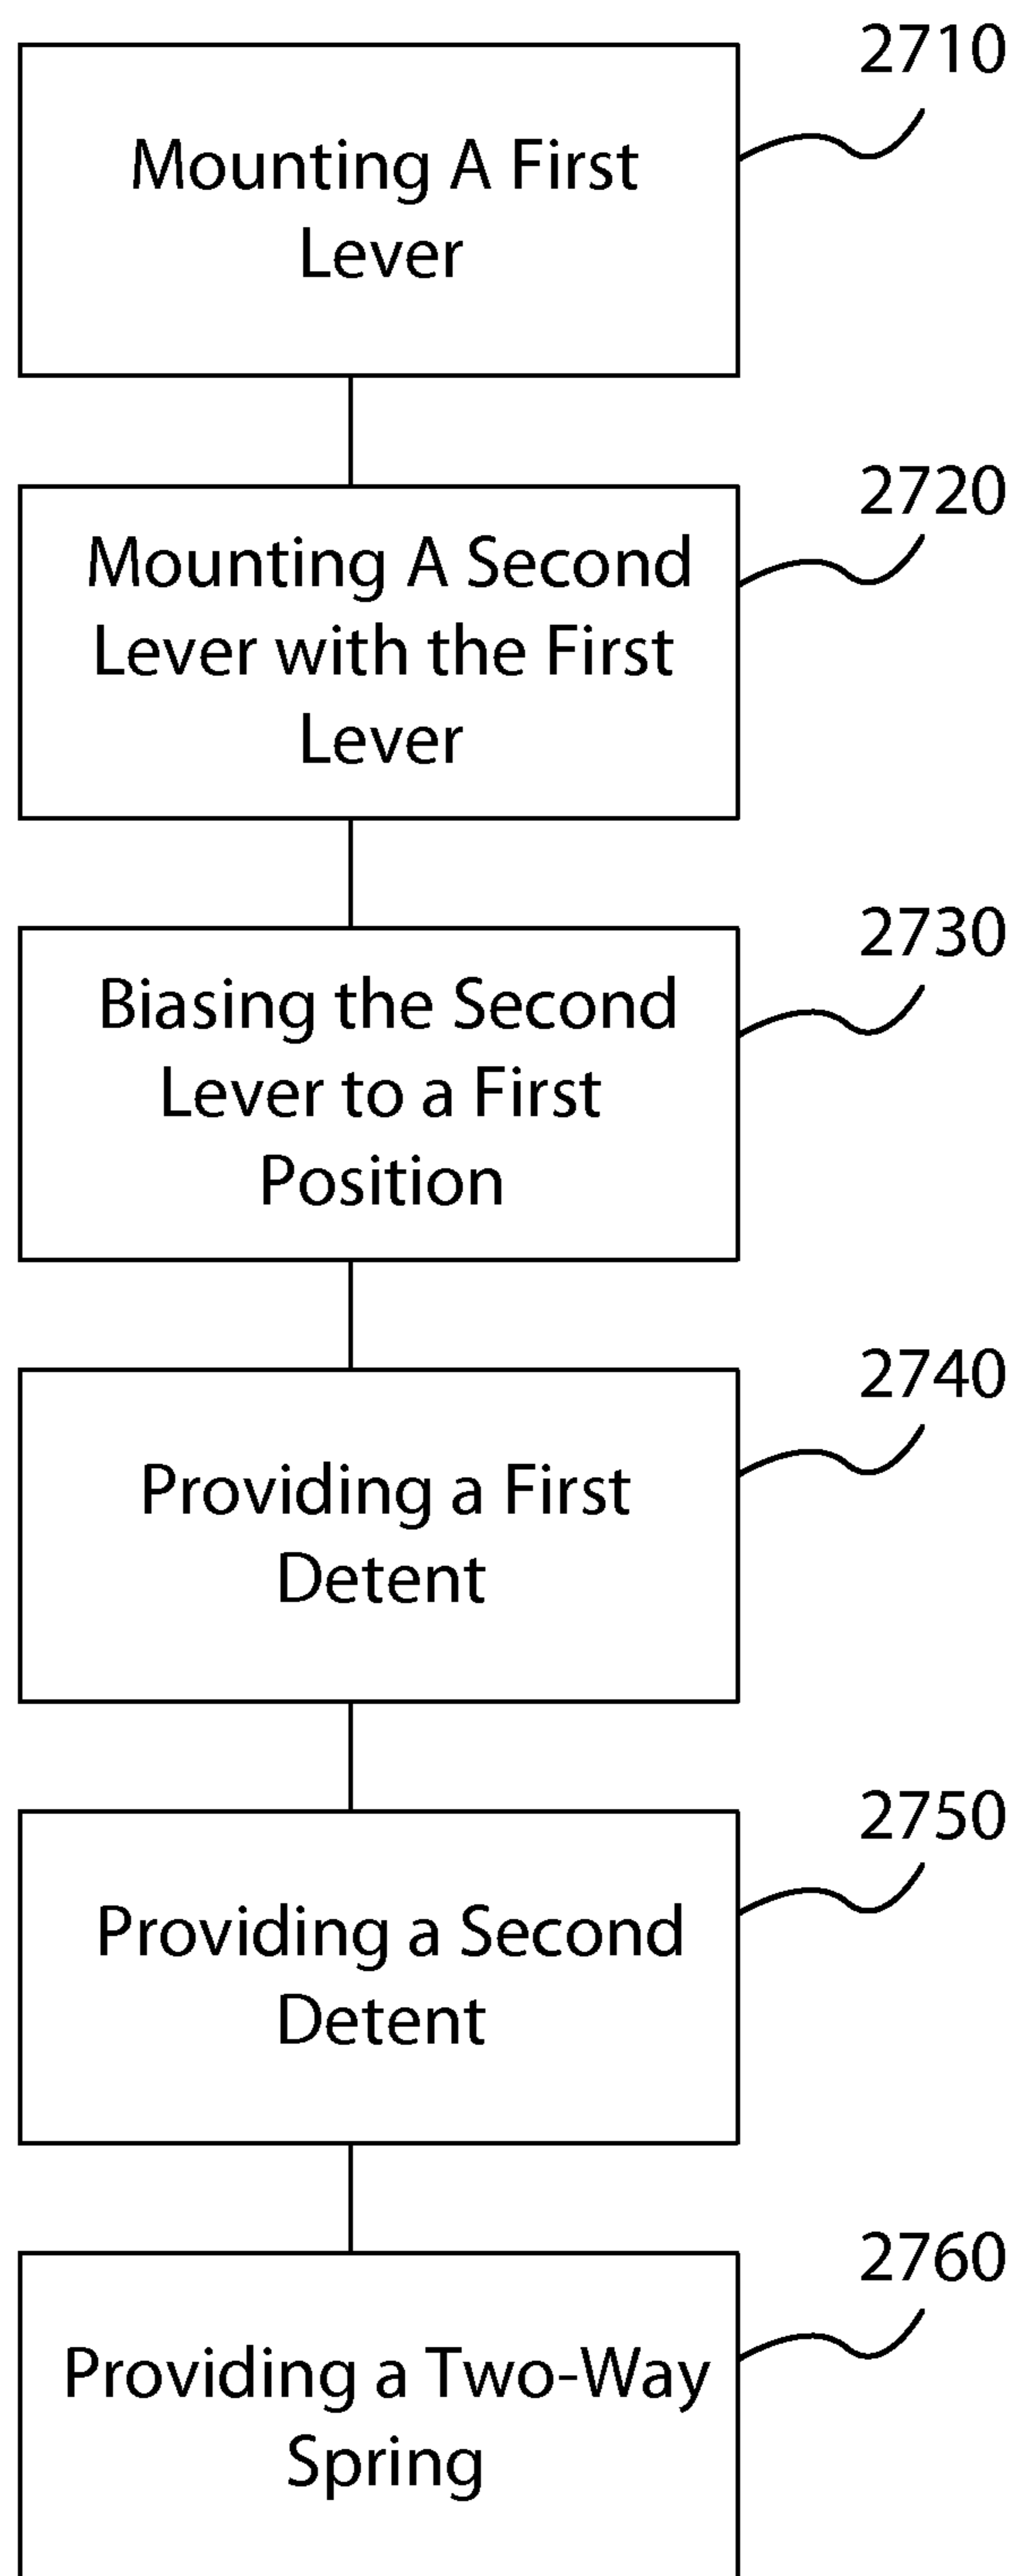 2710
Mounting A First
Lever
2720
Mounting A Second
Lever with the First
Lever
2730
Biasing the Second
Lever to a First
Position
2740
Providing a First
Detent
2750
Providing a Second
Detent
2760
Providing a Two-Way
Spring